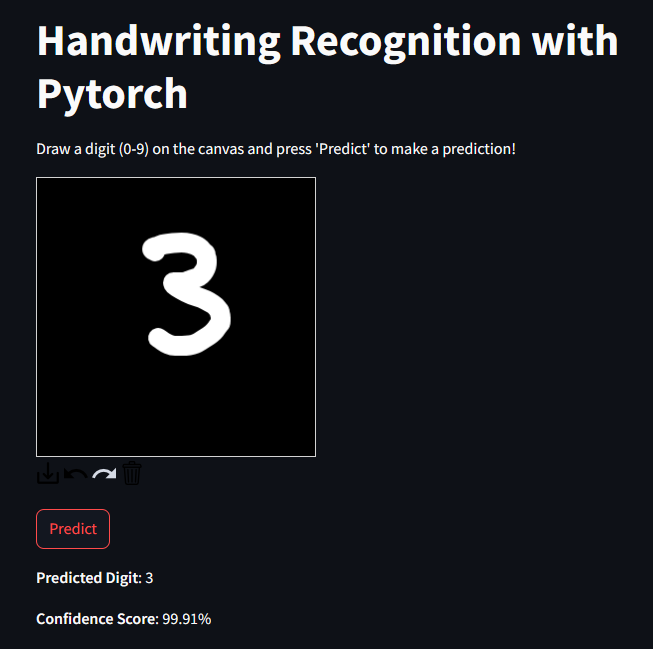 Handwriting Recognition with
Pytorch
Draw a digit (0-9) on the canvas and press 'Predict' to make a prediction!
3
Predict
Predicted Digit: 3
Confidence Score: 99.91%